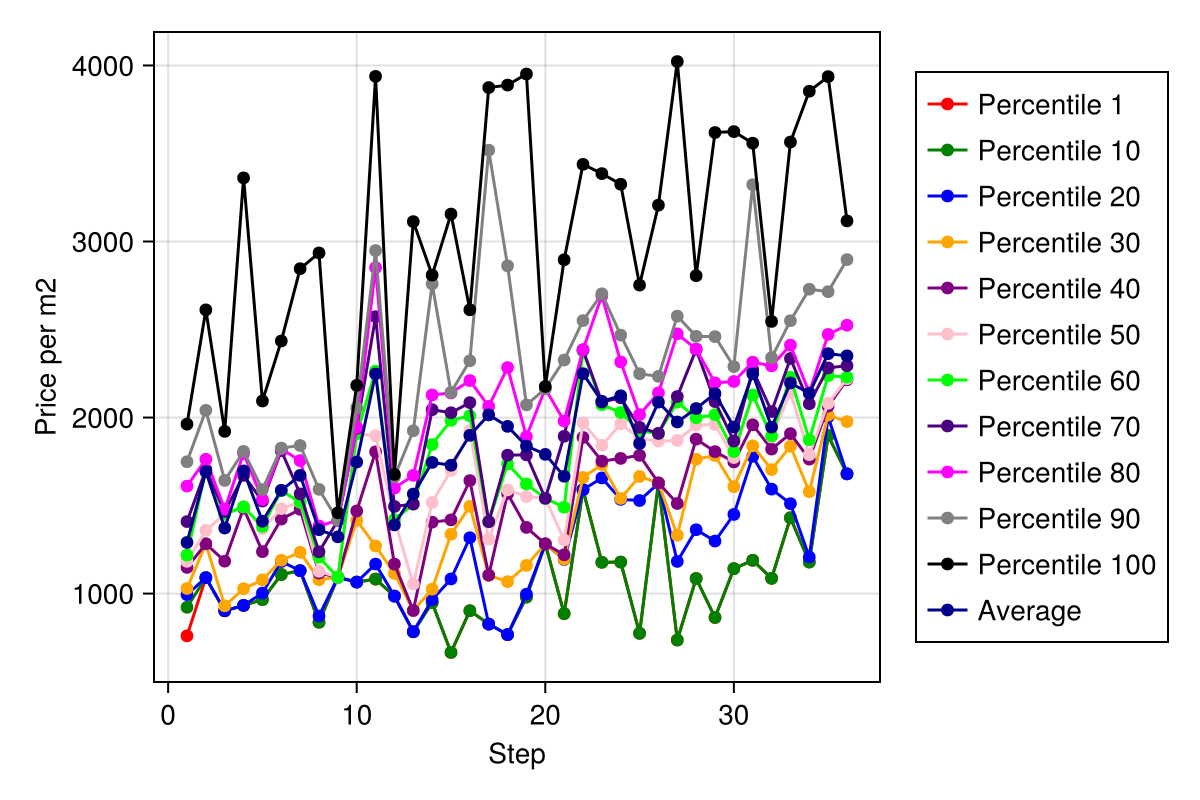 4000
3000
2000
1000
Price per m2
0 10 20 30
Step
Percentile 1
Percentile 10
Percentile 20
Percentile 30
Percentile 40
Percentile 50
Percentile 60
Percentile 70
Percentile 80
Percentile 90
Percentile 100
Average